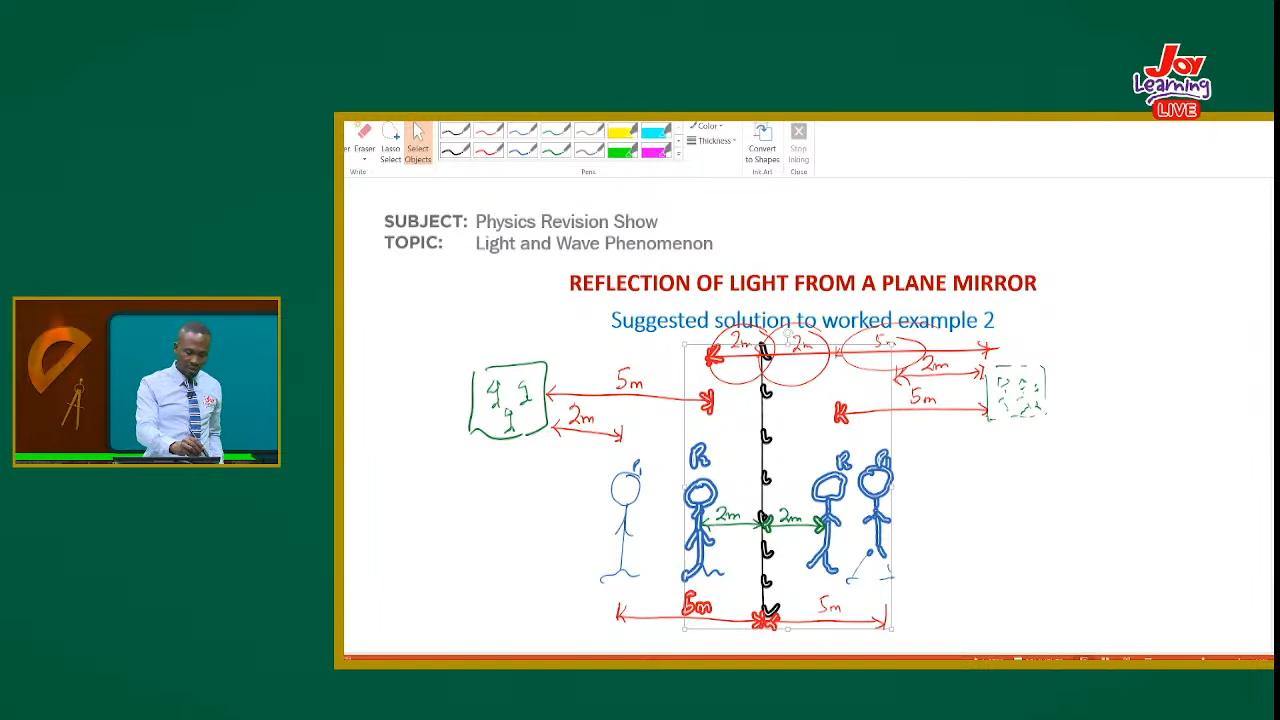 Joy
Learning
LIVE
Eraser
Lasso
Select
Select
Objects
Color
Thickness
Convert
to Shapes
Stop
Inking
Write
Pens
Ink Art
Close
SUBJECT: Physics Revision Show
TOPIC: Light and Wave Phenomenon
REFLECTION OF LIGHT FROM A PLANE MIRROR
Suggested solution to worked example 2
2m 2m 5
2m
5m 5m
2m
R R
2m 2m
5m 5m